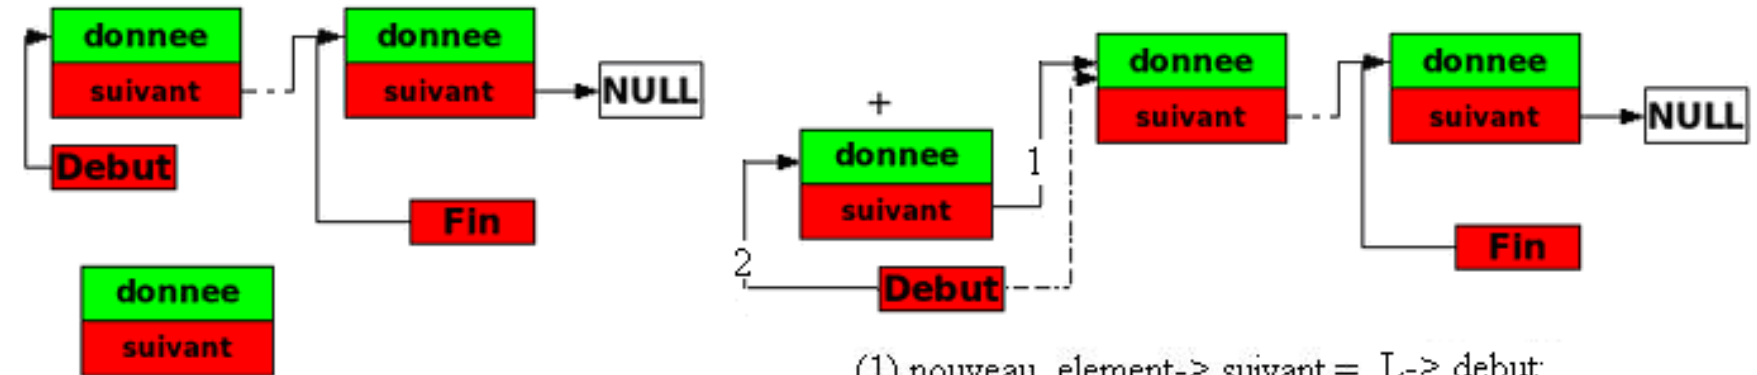 donnee
suivant
donnee
suivant
NULL
Debut
Fin
donnee
suivant
+
donnee
suivant
1
2
Debut
donnee
suivant
donnee
suivant
NULL
Fin
(1) nouveau_element-> suivant = L-> debut;